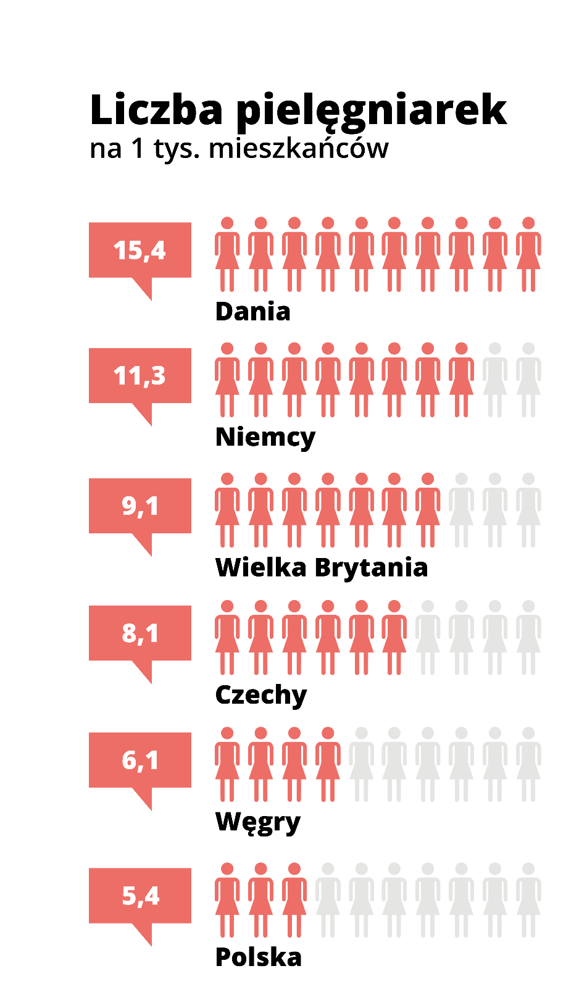 Liczba pielęgniarek
na 1 tys. mieszkańców
15,4
Dania
11,3
Niemcy
9,1
Wielka Brytania
8,1
Czechy
6,1
Węgry
5,4
Polska